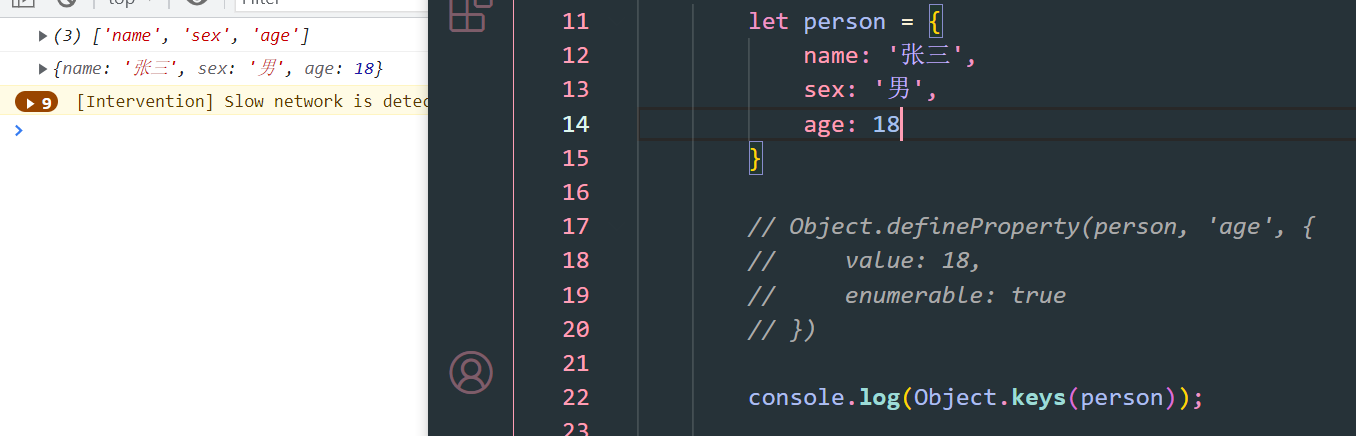 top
Filter
(3) ['name', 'sex', 'age']
{name: '张三', sex: '男', age: 18}
9 [Intervention] Slow network is detec
11 let person = {
12 name: '张三',
13 sex: '男',
14 age: 18
15 }
16
17 // Object.defineProperty(person, 'age', {
18 // value: 18,
19 // enumerable: true
20 // })
21
22 console.log(Object.keys(person));
23